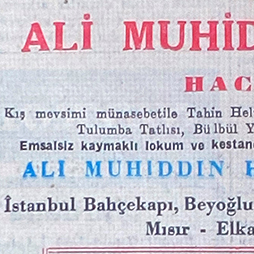 ALİ MUHİD
HAC
Kış mevsimi münasebetile Tahin Hel
Tulumba Tatlısı, Bülbül Y
Emsalsiz kaymaklı lokum ve kestan
ALİ MUHİDDİN H
İstanbul Bahçekapı, Beyoğlu
Mısır - Elka